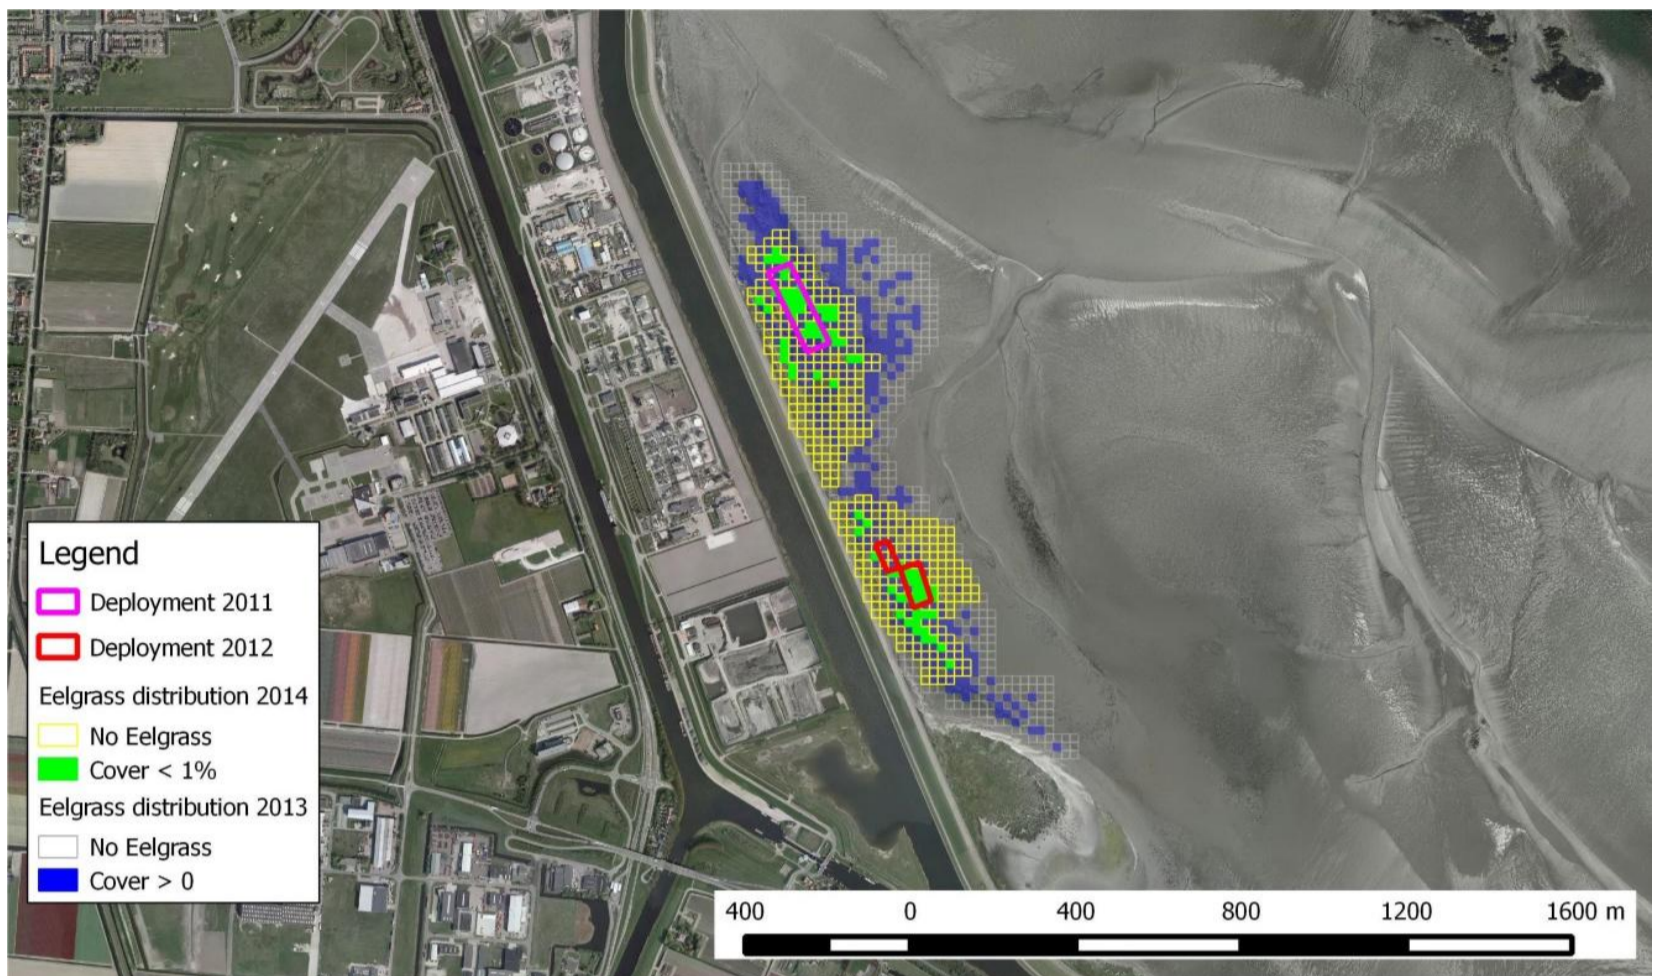 Legend
Deployment 2011
Deployment 2012
Eelgrass distribution 2014
No Eelgrass
Cover < 1%
Eelgrass distribution 2013
No Eelgrass
Cover > 0
400 0 400 800 1200 1600 m